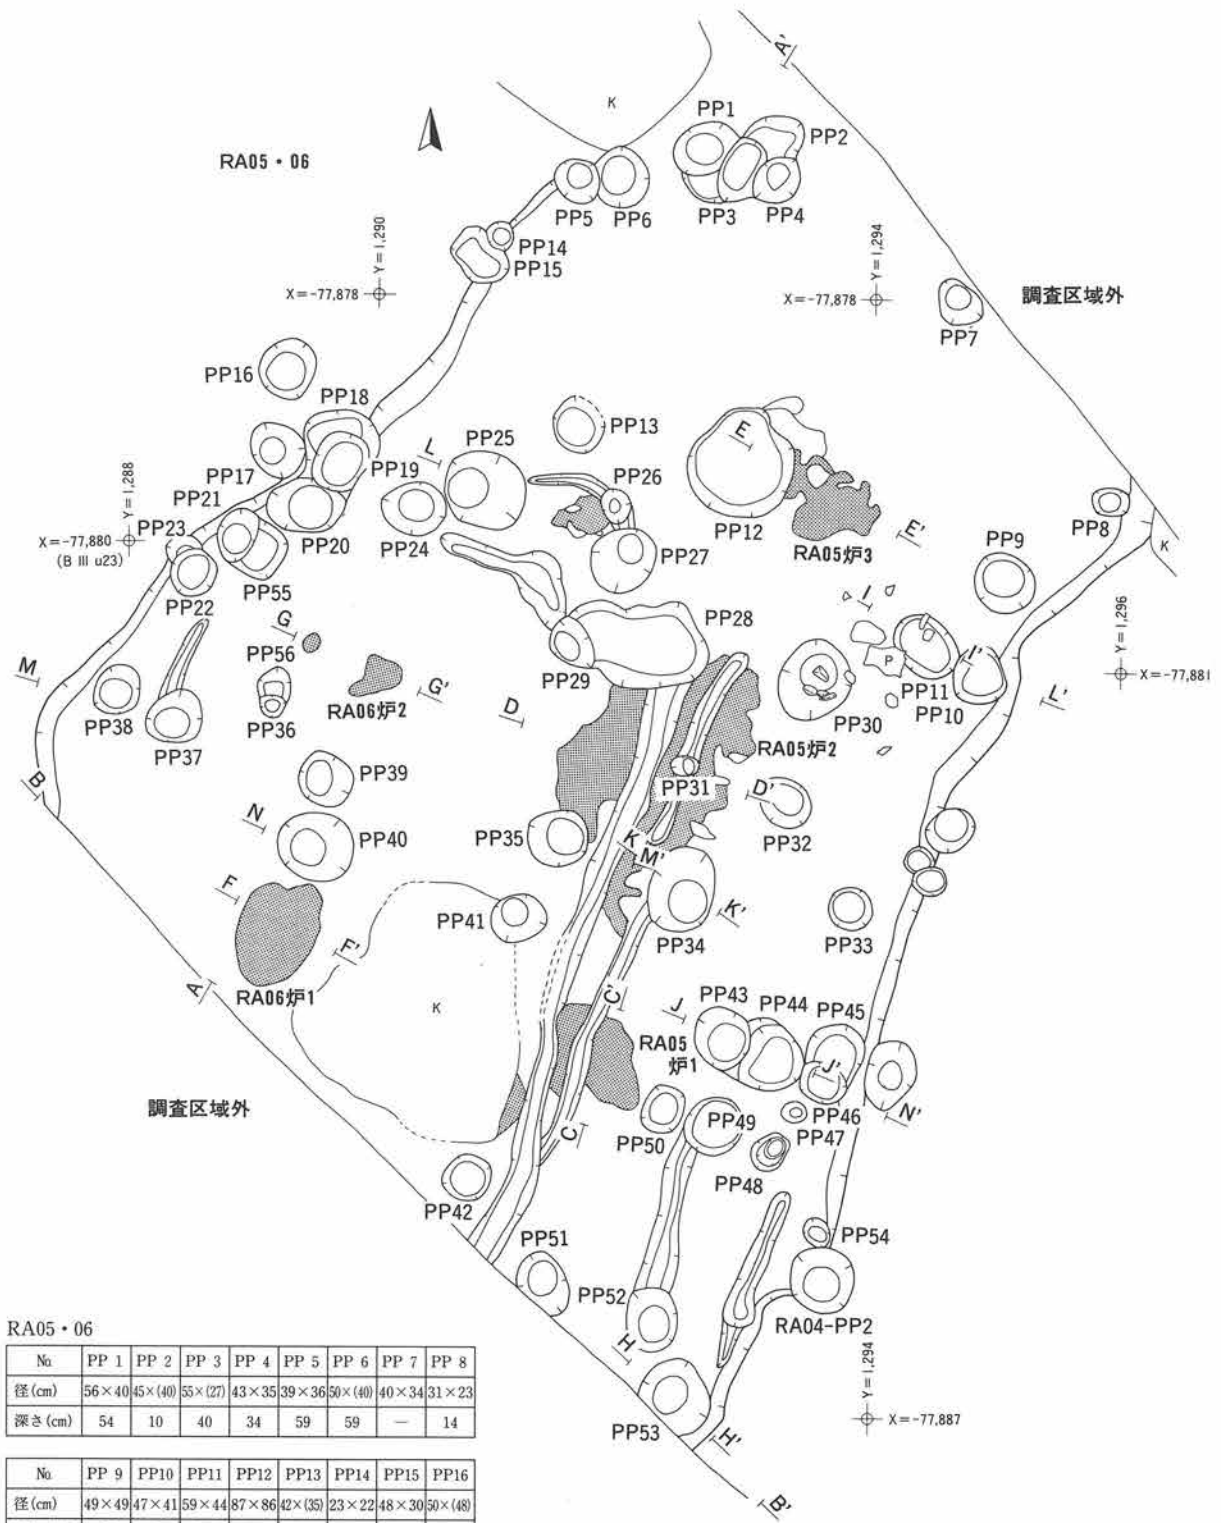 A'
K
PP1
PP2
RA05・06
PP5
PP6
PP3
PP4
PP14
PP15
Y=1,290
X=-77,878
Y=1,294
X=-77,878
調査区域外
PP7
PP16
PP18
PP13
PP25
L
E
PP17
PP19
PP26
PP21
Y=1,288
PP23
PP12
PP8
X=-77,880
(BⅢu23)
PP20
PP24
E'
RA05炉3
PP9
K
PP27
PP22
PP55
I
Y=1,296
G
PP28
M
PP56
P
I'
X=-77,881
PP29
G'
PP11
PP38
PP36
RA06炉2
D
PP10
L'
PP30
PP37
RA05炉2
B
PP39
PP31
D'
N
PP40
PP35
PP32
K
M'
F
PP41
K'
F'
PP34
PP33
A
RA06炉1
C'
K
J
PP43
PP44
PP45
RA05
炉1
J'
調査区域外
C
PP50
PP49
PP46
N'
PP47
PP48
PP42
PP51
PP54
PP52
RA04-PP2
H
PP53
Y=1,294
X=-77,887
H'
B'
RA05・06
№ PP 1 PP 2 PP 3 PP 4 PP 5 PP 6 PP 7 PP 8
径(cm) 56×40 45×(40) 55×(27) 43×35 39×36 50×(40) 40×34 31×23
深さ(cm) 54 10 40 34 59 59 — 14
№ PP 9 PP10 PP11 PP12 PP13 PP14 PP15 PP16
径(cm) 49×49 47×41 59×44 87×86 42×(35) 23×22 48×30 50×(48)